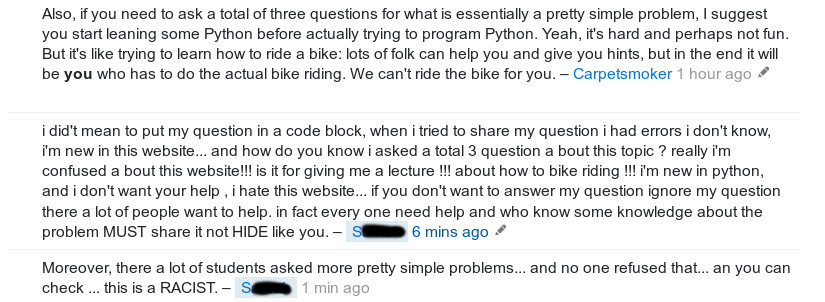 Also, if you need to ask a total of three questions for what is essentially a pretty simple problem, I suggest
you start leaning some Python before actually trying to program Python. Yeah, it's hard and perhaps not fun.
But it's like trying to learn how to ride a bike: lots of folk can help you and give you hints, but in the end it will
be you who has to do the actual bike riding. We can't ride the bike for you. – Carpetsmoker 1 hour ago
i did't mean to put my question in a code block, when i tried to share my question i had errors i don't know,
i'm new in this website... and how do you know i asked a total 3 question a bout this topic ? really i'm
confused a bout this website!!! is it for giving me a lecture !!! about how to bike riding !!! i'm new in python,
and i don't want your help , i hate this website... if you don't want to answer my question ignore my question
there a lot of people want to help. in fact every one need help and who know some knowledge about the
problem MUST share it not HIDE like you. – S 6 mins ago
Moreover, there a lot of students asked more pretty simple problems... and no one refused that... an you can
check ... this is a RACIST. – S 1 min ago